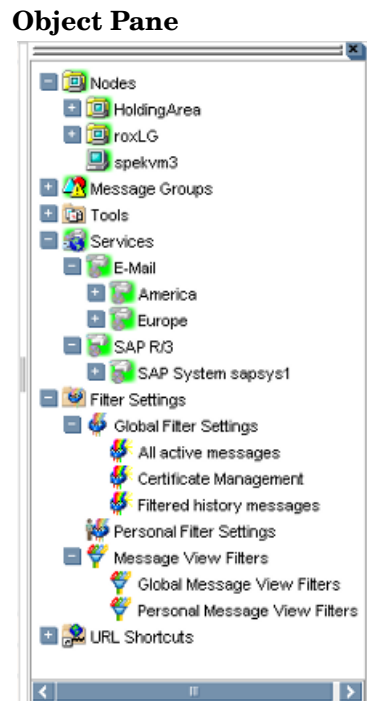 Object Pane
Nodes
HoldingArea
roxLG
spekvm3
Message Groups
Tools
Services
E-Mail
America
Europe
SAP R/3
SAP System sapsys1
Filter Settings
Global Filter Settings
All active messages
Certificate Management
Filtered history messages
Personal Filter Settings
Message View Filters
Global Message View Filters
Personal Message View Filters
URL Shortcuts